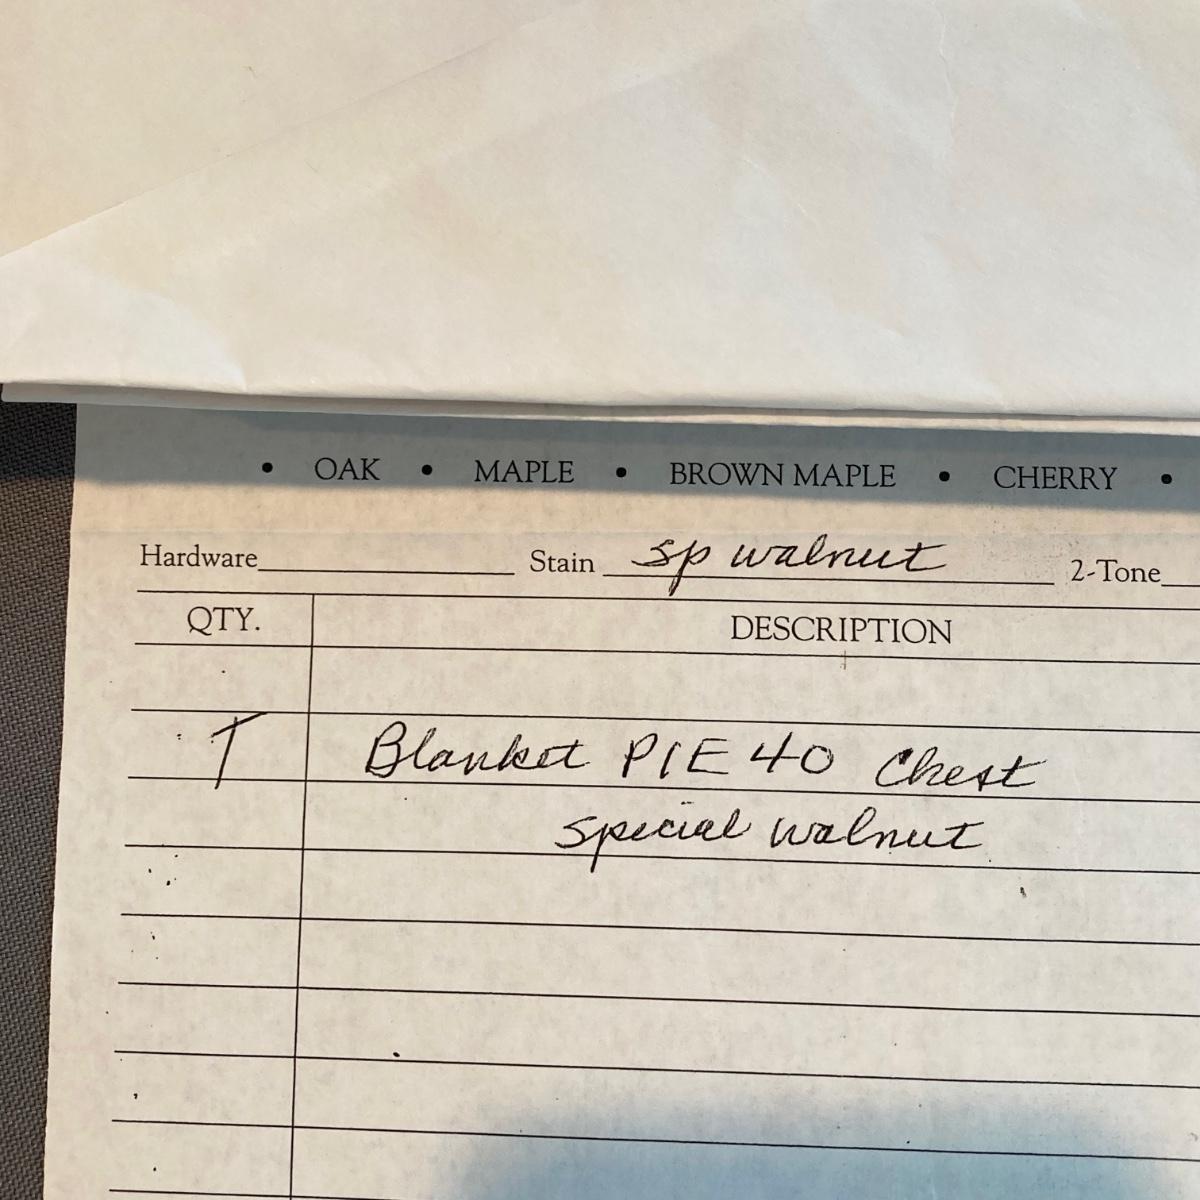 • OAK • MAPLE • BROWN MAPLE • CHERRY •
Hardware Stain sp walnut 2-Tone
QTY. DESCRIPTION
1 Blanket PIE 40 Chest
special walnut